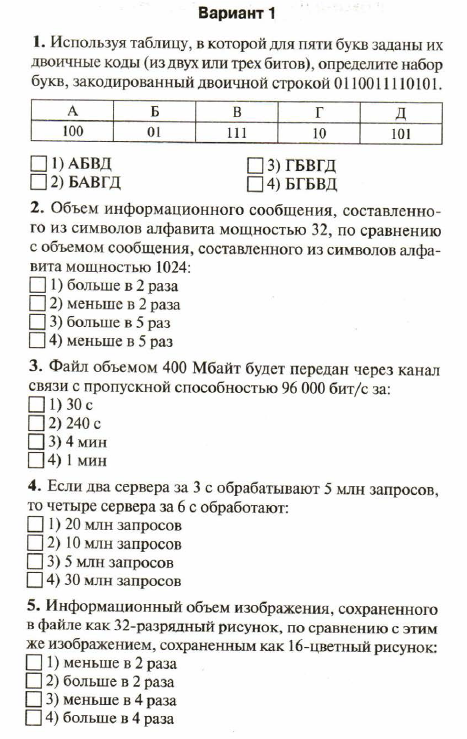 Вариант 1
1. Используя таблицу, в которой для пяти букв заданы их
двоичные коды (из двух или трех битов), определите набор
букв, закодированный двоичной строкой 0110011110101.
А Б В Г Д
100 01 111 10 101
1) АБВД 3) ГБВГД
2) БАВГД 4) БГБВД
2. Объем информационного сообщения, составленно-
го из символов алфавита мощностью 32, по сравнению
с объемом сообщения, составленного из символов алфа-
вита мощностью 1024:
1) больше в 2 раза
2) меньше в 2 раза
3) больше в 5 раз
4) меньше в 5 раз
3. Файл объемом 400 Мбайт будет передан через канал
связи с пропускной способностью 96 000 бит/с за:
1) 30 с
2) 240 с
3) 4 мин
4) 1 мин
4. Если два сервера за 3 с обрабатывают 5 млн запросов,
то четыре сервера за 6 с обработают:
1) 20 млн запросов
2) 10 млн запросов
3) 5 млн запросов
4) 30 млн запросов
5. Информационный объем изображения, сохраненного
в файле как 32-разрядный рисунок, по сравнению с этим
же изображением, сохраненным как 16-цветный рисунок:
1) меньше в 2 раза
2) больше в 2 раза
3) меньше в 4 раза
4) больше в 4 раза